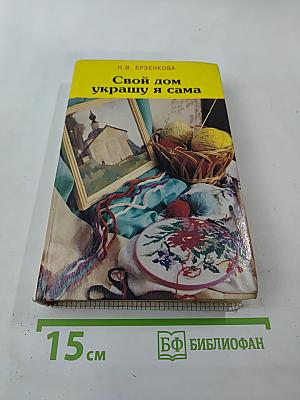 Н.В. ЕРЗЕНКОВА
Свой дом
украшу я сама
15 см
БФ БИБЛИОФАН